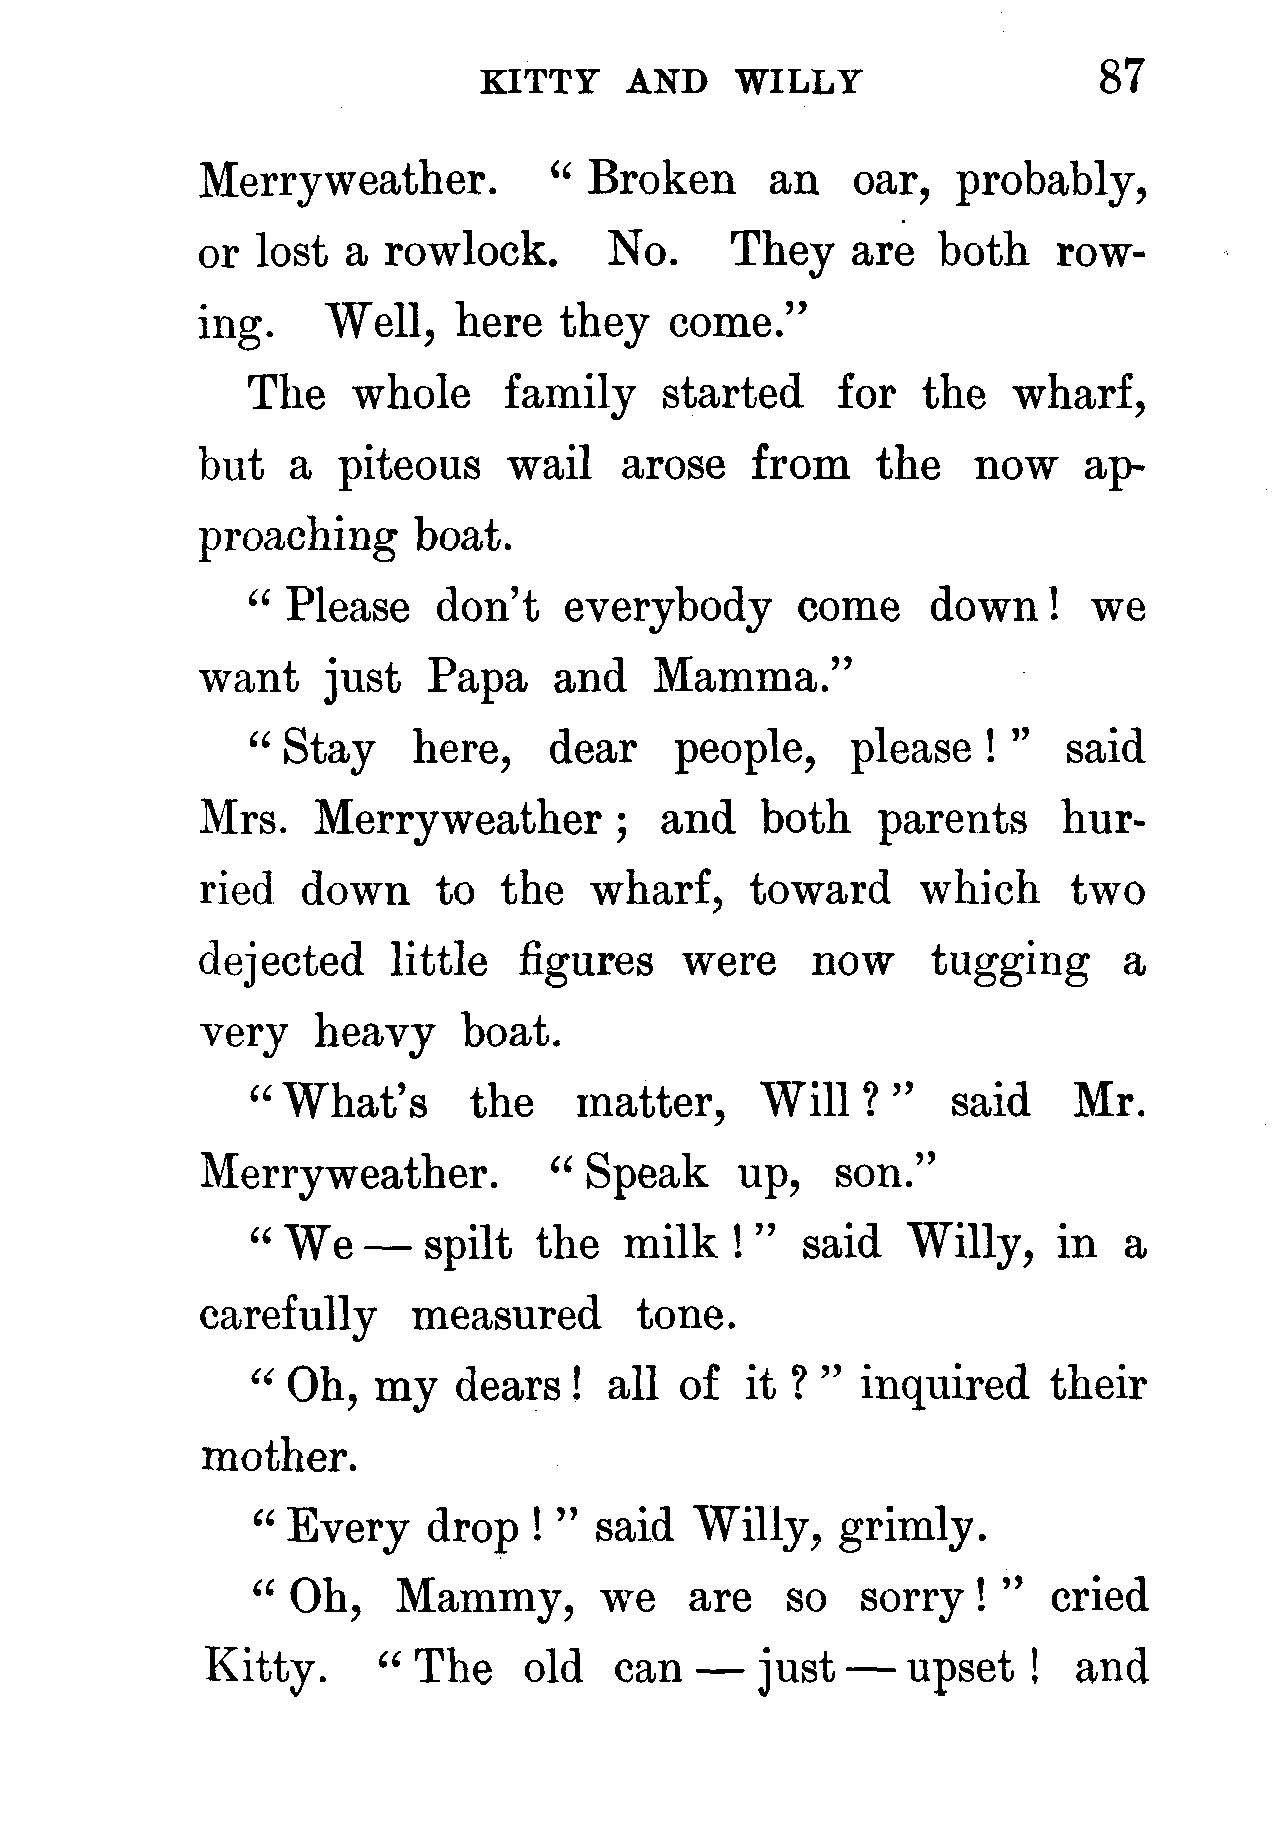 KITTY AND WILLY 87
Merryweather. “ Broken an oar, probably,
or lost a rowlock. No. They are both row-
ing. Well, here they come.”
The whole family started for the wharf,
but a piteous wail arose from the now ap-
proaching boat.
“ Please don’t everybody come down ! we
want just Papa and Mamma.”
“ Stay here, dear people, please ! ” said
Mrs. Merryweather ; and both parents hur-
ried down to the wharf, toward which two
dejected little figures were now tugging a
very heavy boat.
“ What’s the matter, Will ? ” said Mr.
Merryweather. “ Speak up, son.”
“ We — spilt the milk ! ” said Willy, in a
carefully measured tone.
“ Oh, my dears ! all of it ? ” inquired their
mother.
“ Every drop ! ” said Willy, grimly.
“ Oh, Mammy, we are so sorry ! ” cried
Kitty. “ The old can — just — upset ! and